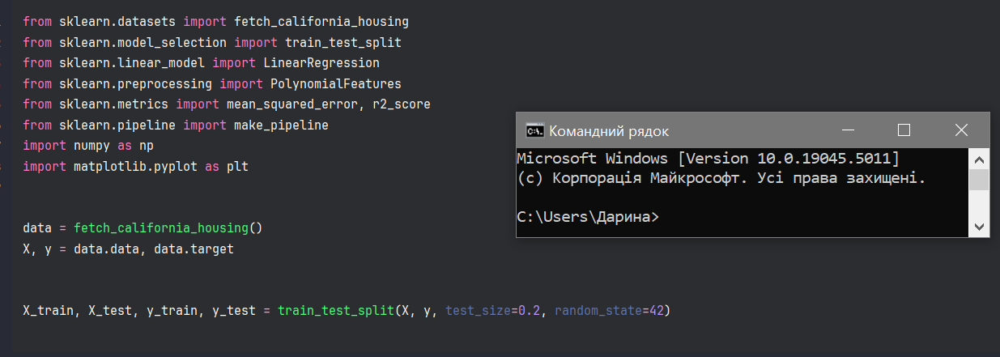 from sklearn.datasets import fetch_california_housing
from sklearn.model_selection import train_test_split
from sklearn.linear_model import LinearRegression
from sklearn.preprocessing import PolynomialFeatures
from sklearn.metrics import mean_squared_error, r2_score
from sklearn.pipeline import make_pipeline
import numpy as np
import matplotlib.pyplot as plt
data = fetch_california_housing()
X, y = data.data, data.target
X_train, X_test, y_train, y_test = train_test_split(X, y, test_size=0.2, random_state=42)
Командний рядок
Microsoft Windows [Version 10.0.19045.5011]
(c) Корпорація Майкрософт. Усі права захищені.
C:\Users\Дарина>